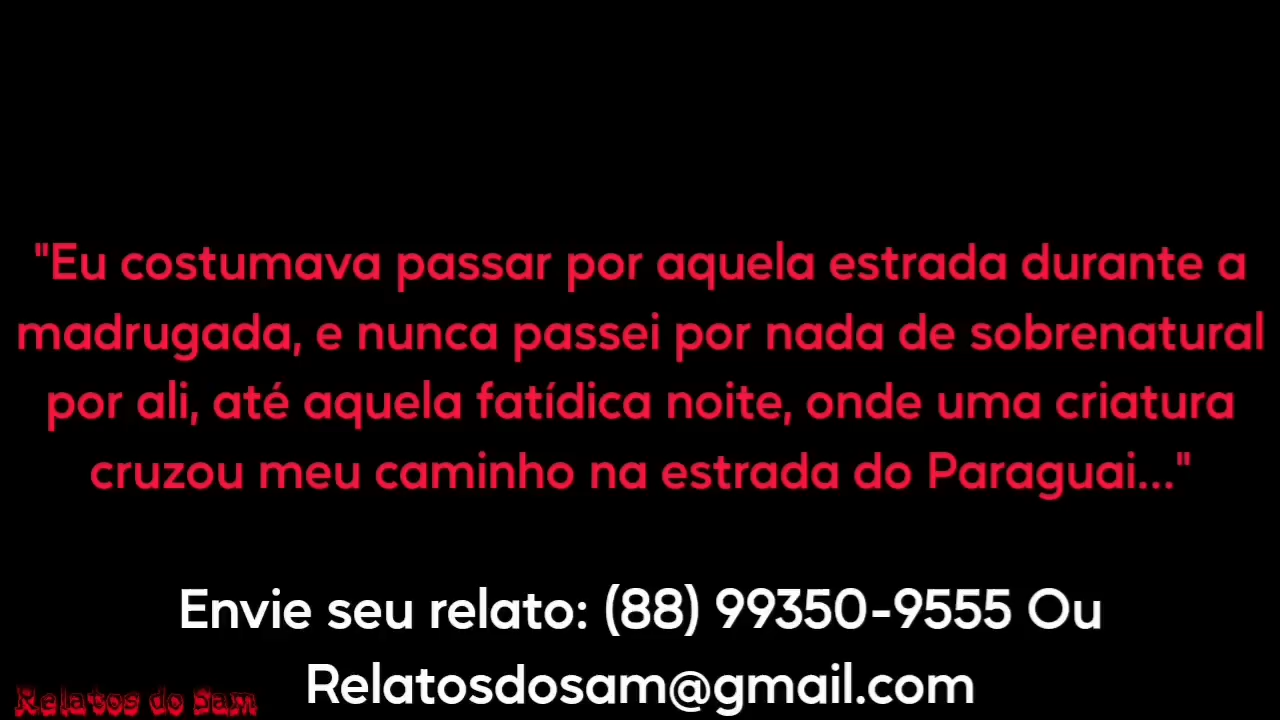 "Eu costumava passar por aquela estrada durante a
madrugada, e nunca passei por nada de sobrenatural
por ali, até aquela fatídica noite, onde uma criatura
cruzou meu caminho na estrada do Paraguai..."
Envie seu relato: (88) 99350-9555 Ou
Relatosdosam@gmail.com
Relatos do Sam